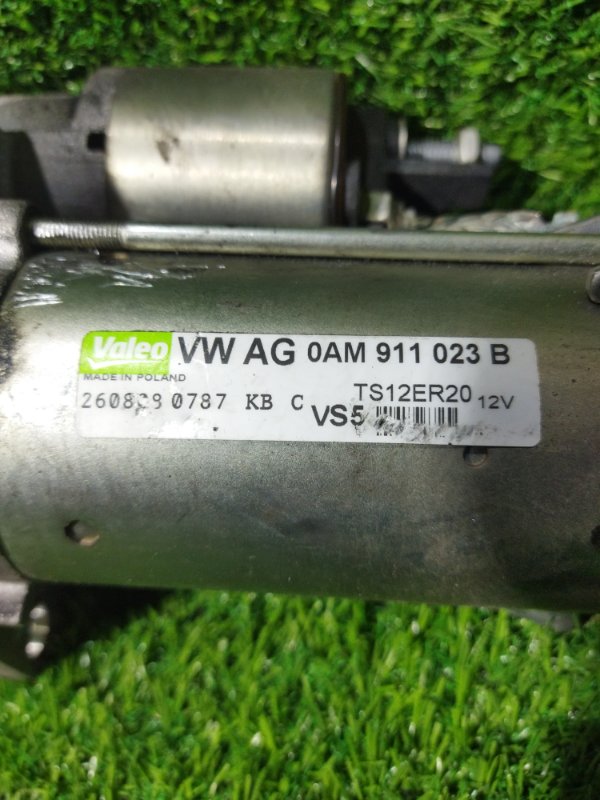 Valeo VW AG 0AM 911 023 B
MADE IN POLAND
TS12ER20 12V
0787 KB C
VS5